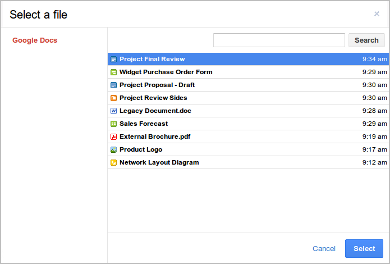 Select a file
×
Google Docs
Search
Project Final Review 9:34 am
Widget Purchase Order Form 9:29 am
Project Proposal - Draft 9:30 am
Project Review Sides 9:30 am
Legacy Document.doc 9:28 am
Sales Forecast 9:29 am
External Brochure.pdf 9:19 am
Product Logo 9:17 am
Network Layout Diagram 9:12 am
Cancel Select